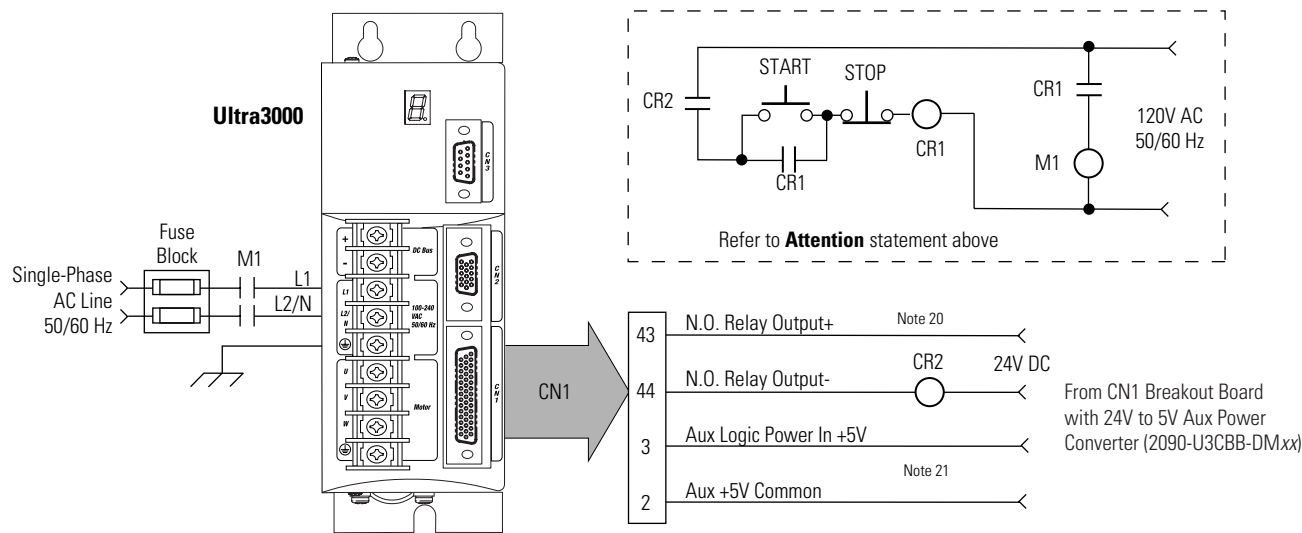 Ultra3000
CN3
+
-
DC Bus
CN2
L1
L2/
N
100-240
VAC
50/60 Hz
U
V
W
Motor
CN1
Fuse
Block
Single-Phase
AC Line
50/60 Hz
M1
L1
L2/N
CN1
START
STOP
CR2
CR1
CR1
CR1
M1
120V AC
50/60 Hz
Refer to Attention statement above
43
N.O. Relay Output+
Note 20
44
N.O. Relay Output-
CR2
24V DC
3
Aux Logic Power In +5V
Note 21
2
Aux +5V Common
From CN1 Breakout Board
with 24V to 5V Aux Power
Converter (2090-U3CBB-DMxx)